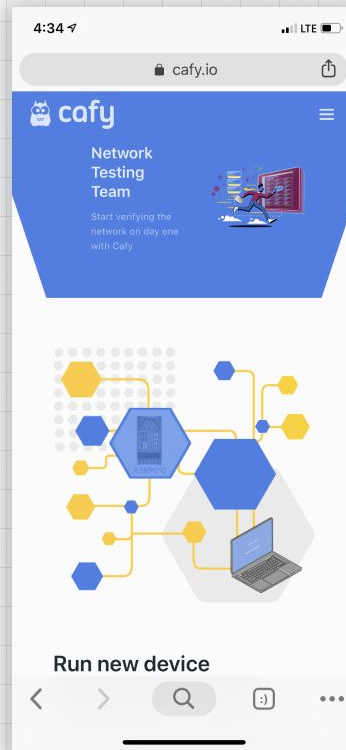 4:34
LTE
cafy.io
cafy
Network
Testing
Team
Start verifying the
network on day one
with Cafy
ASR9010
Run new device
:)